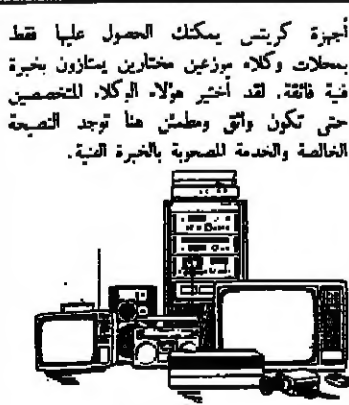 أجهزة كريتس يمكنك الحصول عليها فقط
بمحلات وكلاء موزعين مختارين يمتازون بخبرة
فنية فائقة. لقد أختير هؤلاء الوكلاء المتخصصين
حتى تكون واثق ومطمئن هنا توجد النصيحة
الخالصة والخدمة المصحوبة بالخبرة الفنية.